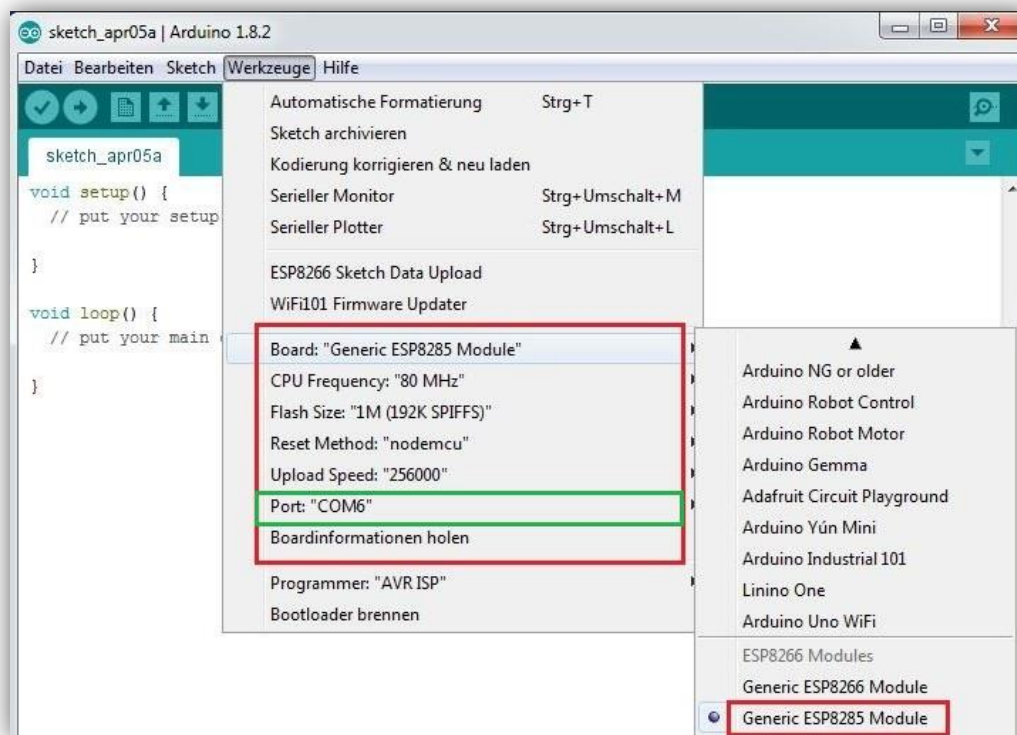 sketch_apr05a | Arduino 1.8.2
Datei Bearbeiten Sketch Werkzeuge Hilfe
sketch_apr05a
void setup() {
// put your setup
}
void loop() {
// put your main
}
Automatische Formatierung Strg+T
Sketch archivieren
Kodierung korrigieren & neu laden
Serieller Monitor Strg+Umschalt+M
Serieller Plotter Strg+Umschalt+L
ESP8266 Sketch Data Upload
WiFi101 Firmware Updater
Board: "Generic ESP8285 Module"
CPU Frequency: "80 MHz"
Flash Size: "1M (192K SPIFFS)"
Reset Method: "nodemcu"
Upload Speed: "256000"
Port: "COM6"
Boardinformationen holen
Programmer: "AVR ISP"
Bootloader brennen
Arduino NG or older
Arduino Robot Control
Arduino Robot Motor
Arduino Gemma
Adafruit Circuit Playground
Arduino Yún Mini
Arduino Industrial 101
Linino One
Arduino Uno WiFi
ESP8266 Modules
Generic ESP8266 Module
Generic ESP8285 Module